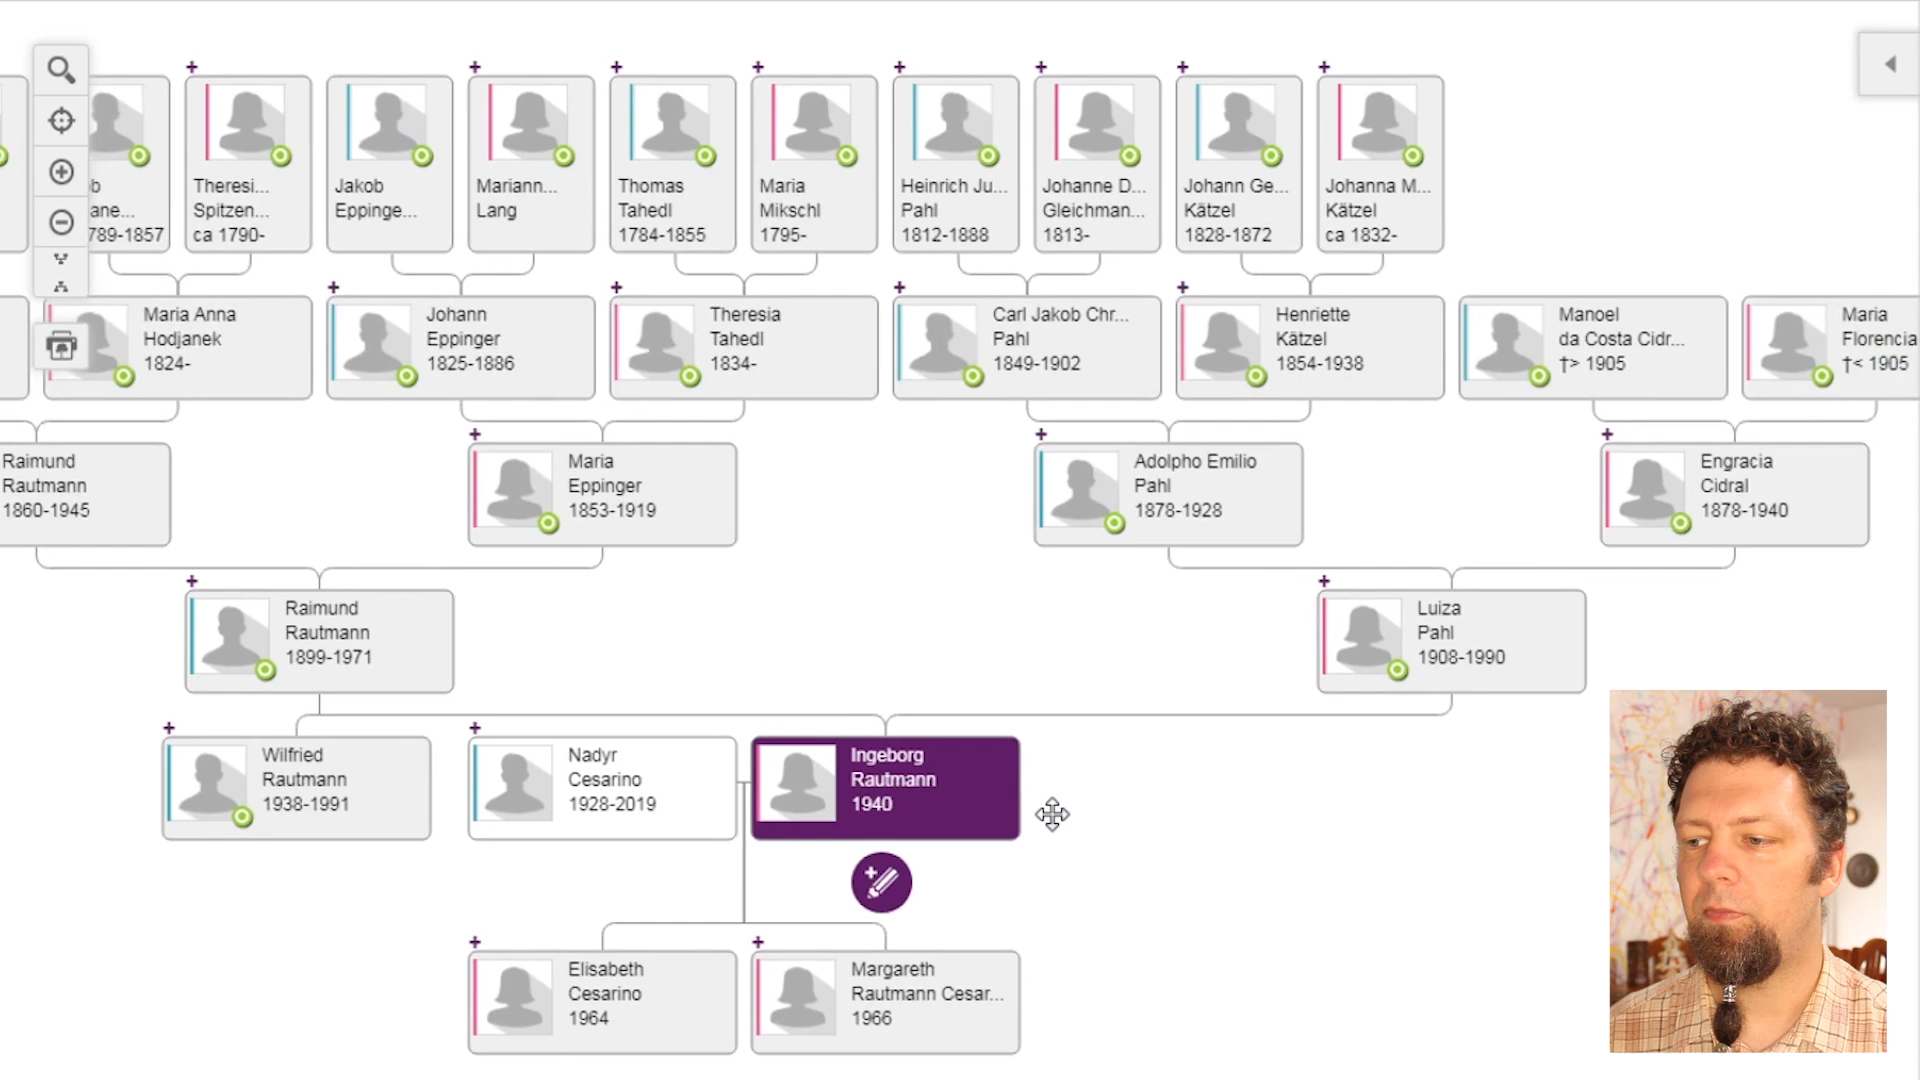 b
ane...
789-1857
Theresi...
Spitzen...
ca 1790-
Jakob
Eppinge...
Mariann...
Lang
Thomas
Tahedl
1784-1855
Maria
Mikschl
1795-
Heinrich Ju...
Pahl
1812-1888
Johanne D...
Gleichman...
1813-
Johann Ge...
Kätzel
1828-1872
Johanna M...
Kätzel
ca 1832-
Maria Anna
Hodjanek
1824-
Johann
Eppinger
1825-1886
Theresia
Tahedl
1834-
Carl Jakob Chr...
Pahl
1849-1902
Henriette
Kätzel
1854-1938
Manoel
da Costa Cidr...
†> 1905
Maria
Florencia
†< 1905
Raimund
Rautmann
1860-1945
Maria
Eppinger
1853-1919
Adolpho Emilio
Pahl
1878-1928
Engracia
Cidral
1878-1940
Raimund
Rautmann
1899-1971
Luiza
Pahl
1908-1990
Wilfried
Rautmann
1938-1991
Nadyr
Cesarino
1928-2019
Ingeborg
Rautmann
1940
Elisabeth
Cesarino
1964
Margareth
Rautmann Cesar...
1966